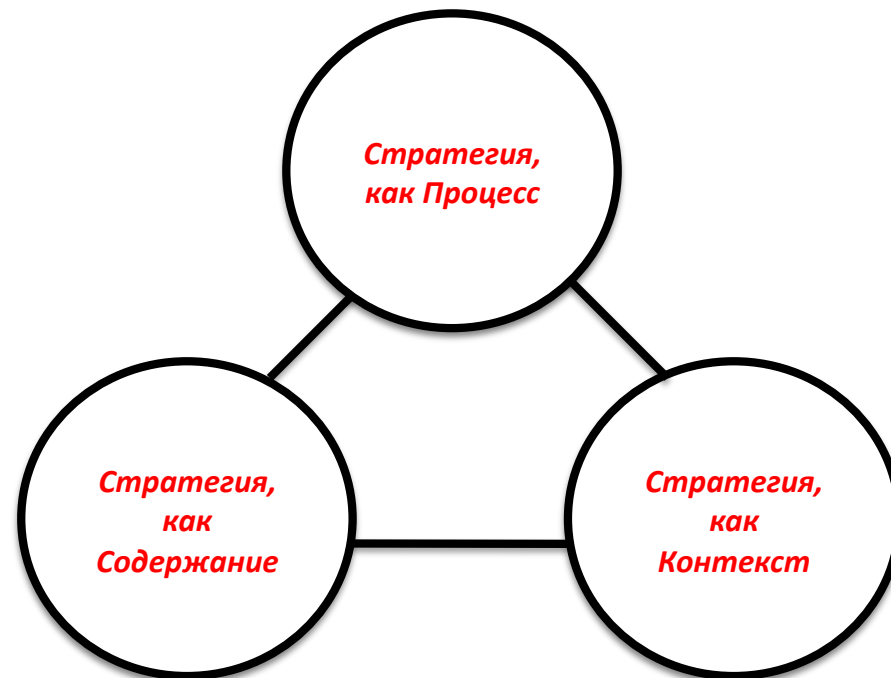 Стратегия,
как Процесс
Стратегия,
как
Содержание
Стратегия,
как
Контекст